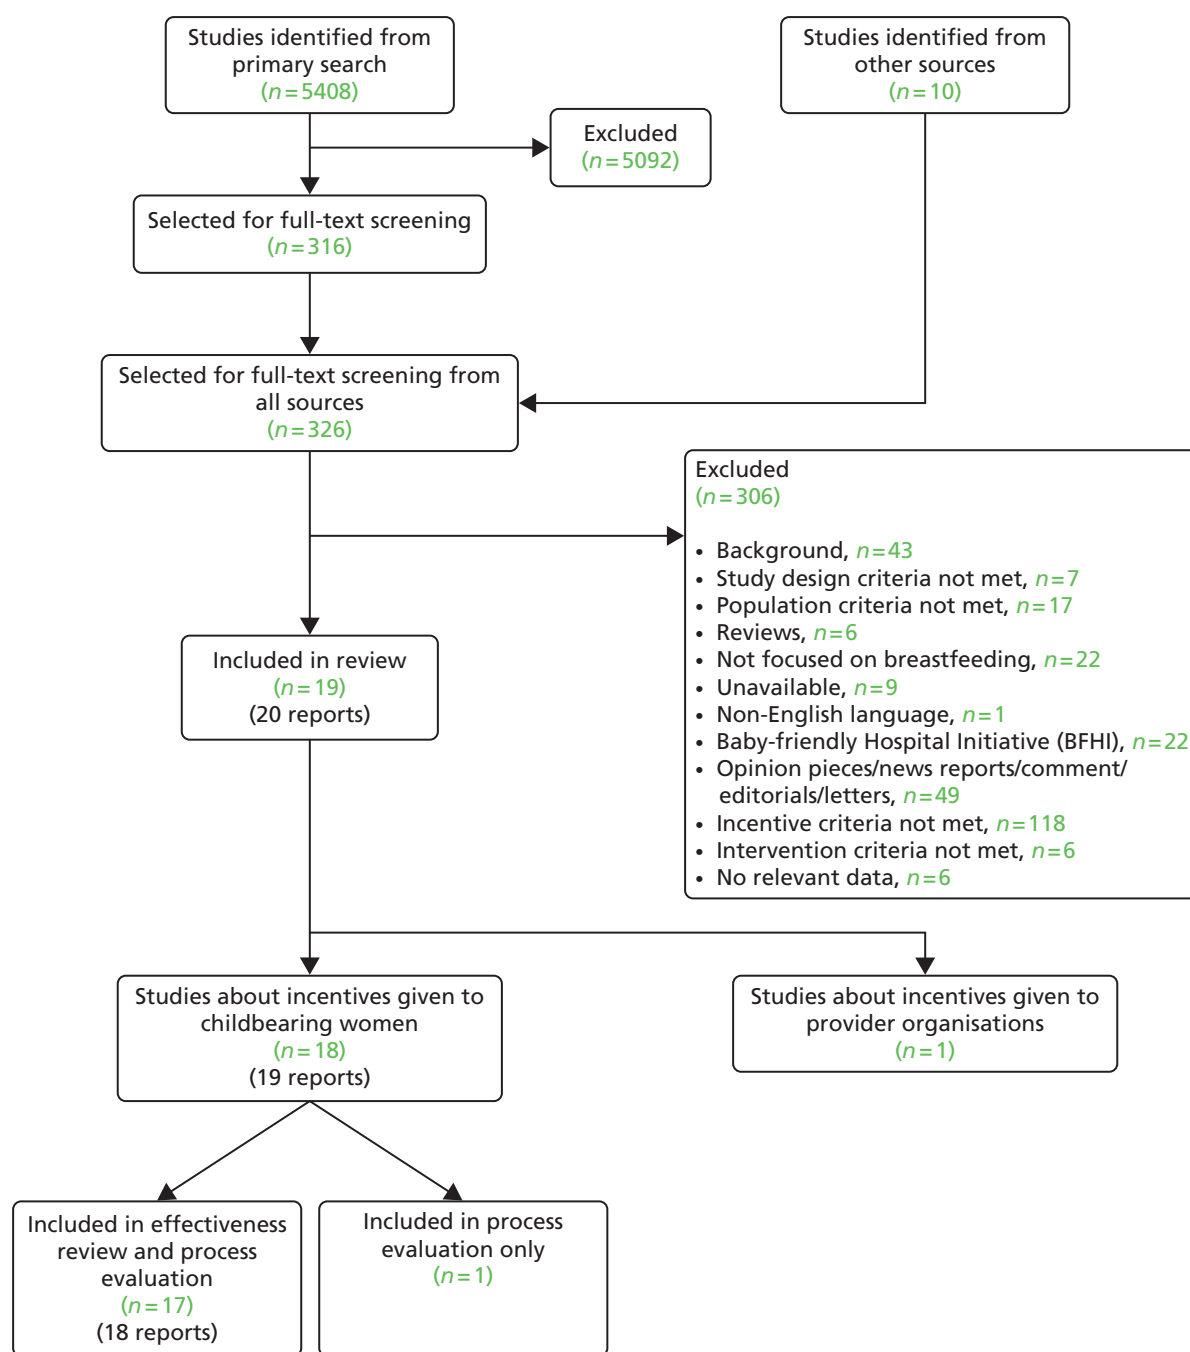 Studies identified from
primary search
(n=5408)
Studies identified from
other sources
(n=10)
Excluded
(n=5092)
Selected for full-text screening
(n=316)
Selected for full-text screening from
all sources
(n=326)
Excluded
(n=306)
• Background, n=43
• Study design criteria not met, n=7
• Population criteria not met, n=17
• Reviews, n=6
• Not focused on breastfeeding, n=22
• Unavailable, n=9
• Non-English language, n=1
• Baby-friendly Hospital Initiative (BFHI), n=22
• Opinion pieces/news reports/comment/
editorials/letters, n=49
• Incentive criteria not met, n=118
• Intervention criteria not met, n=6
• No relevant data, n=6
Included in review
(n=19)
(20 reports)
Studies about incentives given to
childbearing women
(n=18)
(19 reports)
Studies about incentives given to
provider organisations
(n=1)
Included in effectiveness
review and process
evaluation
(n=17)
(18 reports)
Included in process
evaluation only
(n=1)